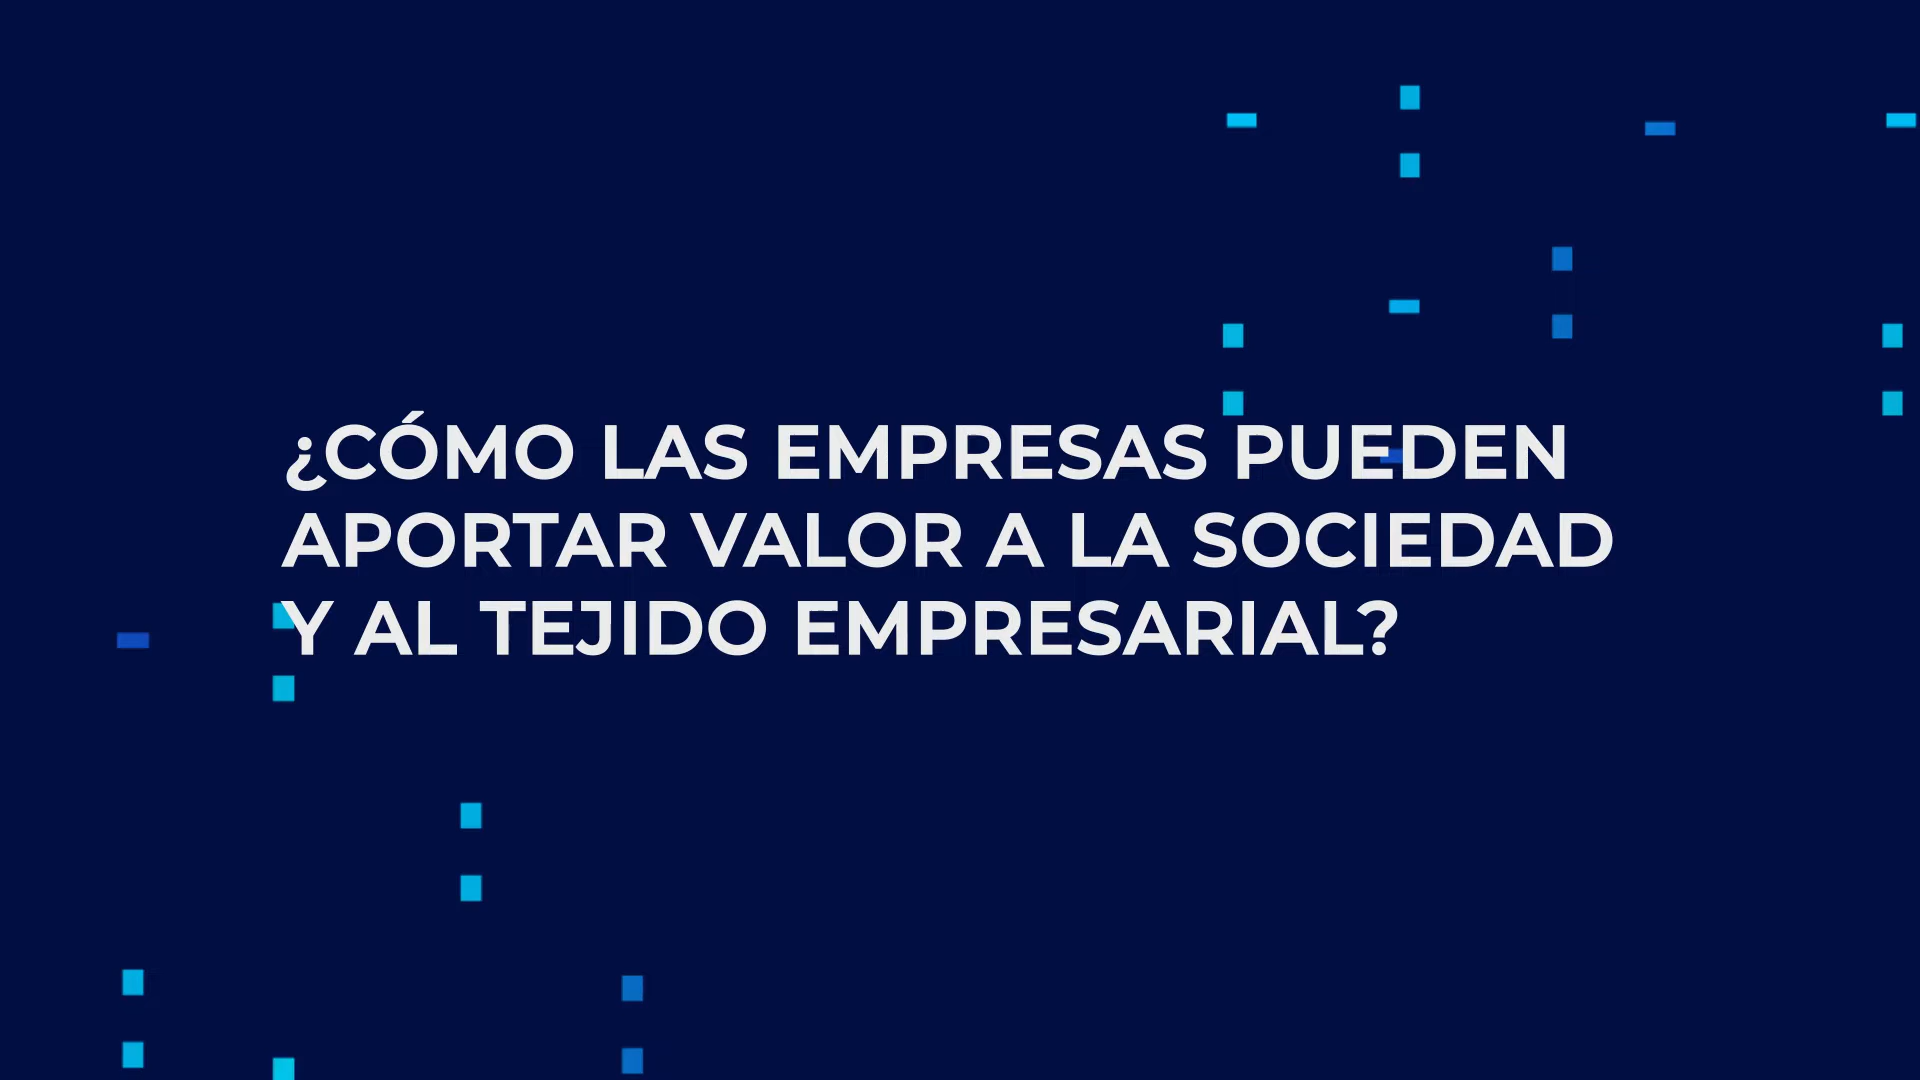 ¿CÓMO LAS EMPRESAS PUEDEN
APORTAR VALOR A LA SOCIEDAD
Y AL TEJIDO EMPRESARIAL?